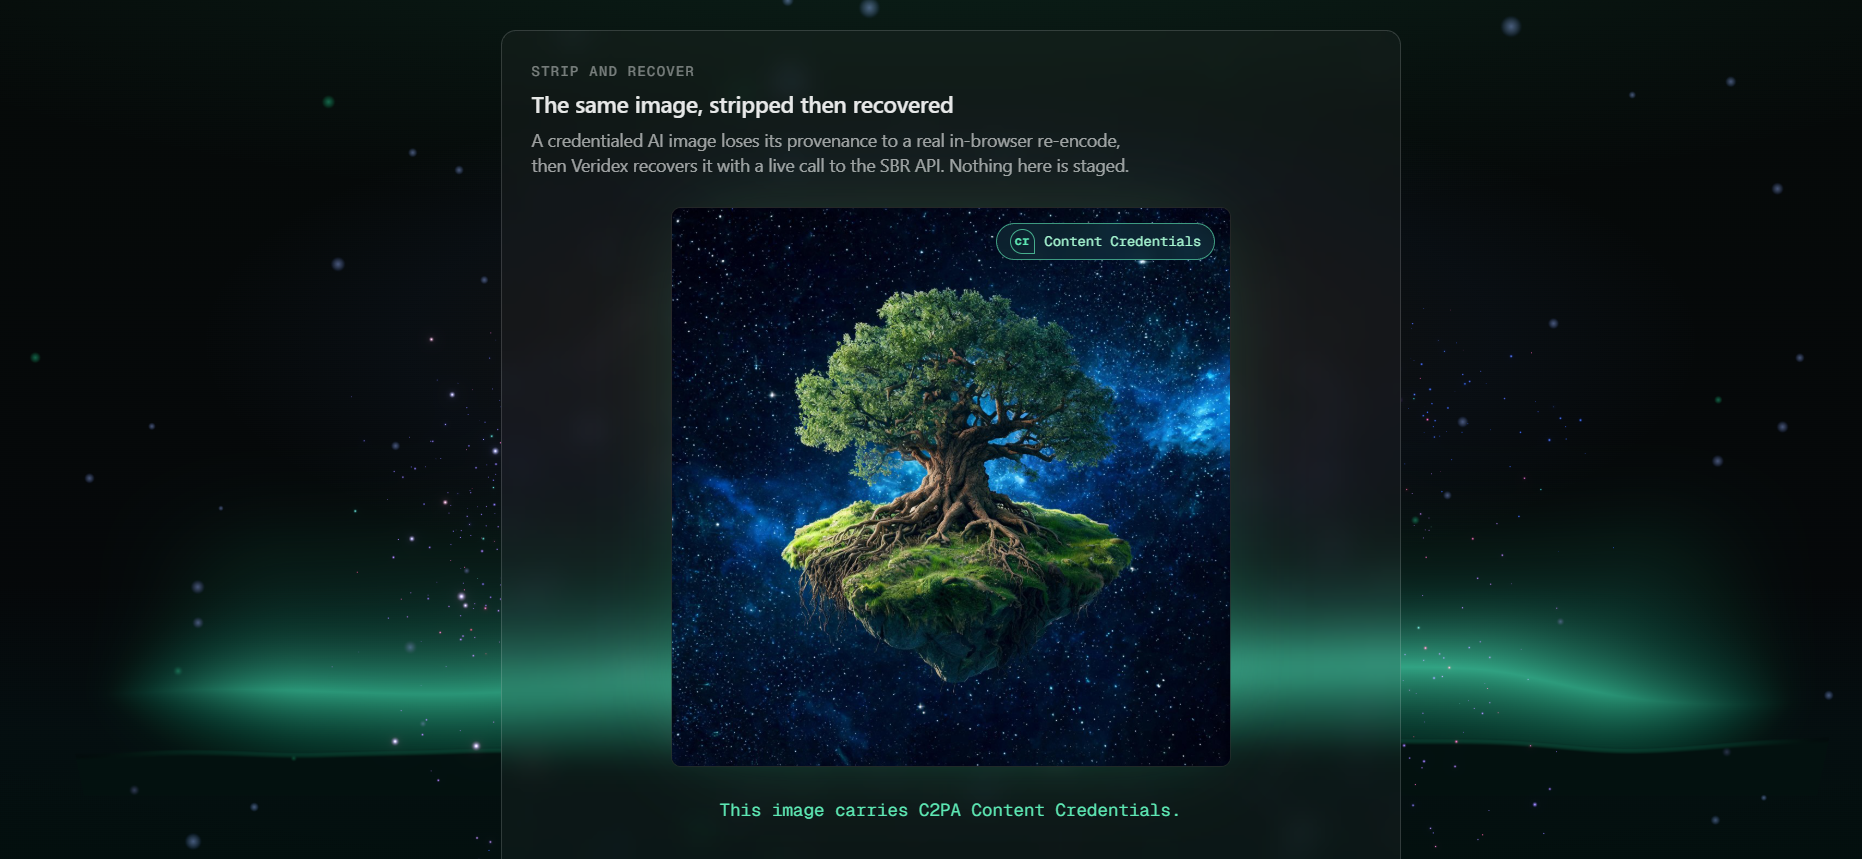 STRIP AND RECOVER
The same image, stripped then recovered
A credentialed AI image loses its provenance to a real in-browser re-encode,
then Veridex recovers it with a live call to the SBR API. Nothing here is staged.
cr Content Credentials
This image carries C2PA Content Credentials.